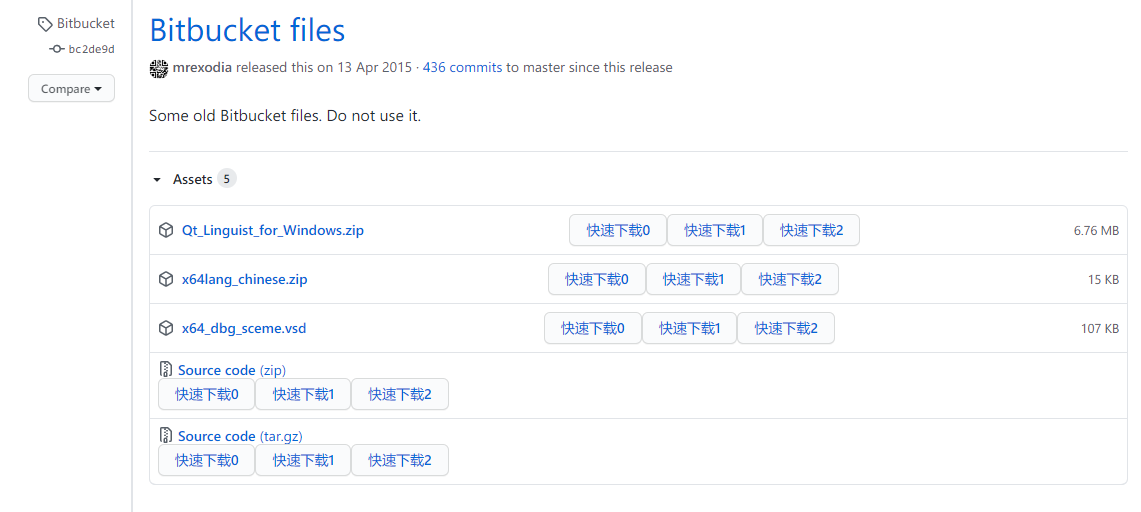 Bitbucket
bc2de9d
Compare
Bitbucket files
mrexodia released this on 13 Apr 2015 · 436 commits to master since this release
Some old Bitbucket files. Do not use it.
Assets 5
Qt_Linguist_for_Windows.zip 快速下载0 快速下载1 快速下载2 6.76 MB
x64lang_chinese.zip 快速下载0 快速下载1 快速下载2 15 KB
x64_dbg_sceme.vsd 快速下载0 快速下载1 快速下载2 107 KB
Source code (zip)
快速下载0 快速下载1 快速下载2
Source code (tar.gz)
快速下载0 快速下载1 快速下载2